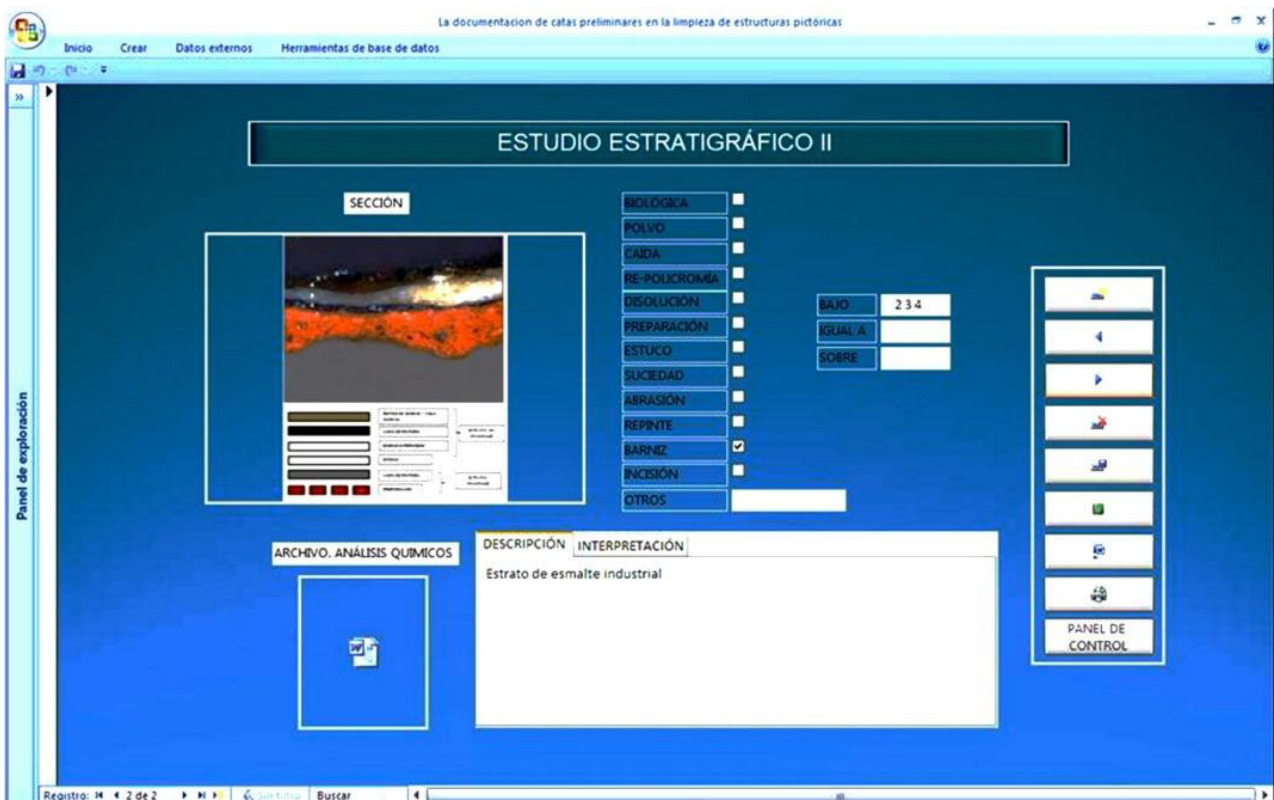 La documentacion de catas preliminares en la limpieza de estructuras pictóricas
Inicio Crear Datos externos Herramientas de base de datos
Panel de exploración
ESTUDIO ESTRATIGRÁFICO II
SECCIÓN
BIOLÓGICA
POLVO
CAIDA
RE-POLICROMÍA
DISOLUCIÓN
PREPARACIÓN
ESTUCO
SUCIEDAD
ABRASIÓN
REPINTE
BARNIZ
INCISIÓN
OTROS
BAJO 2 3 4
IGUAL A
SOBRE
ARCHIVO. ANÁLISIS QUIMICOS
DESCRIPCIÓN INTERPRETACIÓN
Estrato de esmalte industrial
PANEL DE
CONTROL
Registro: 2 de 2 Buscar